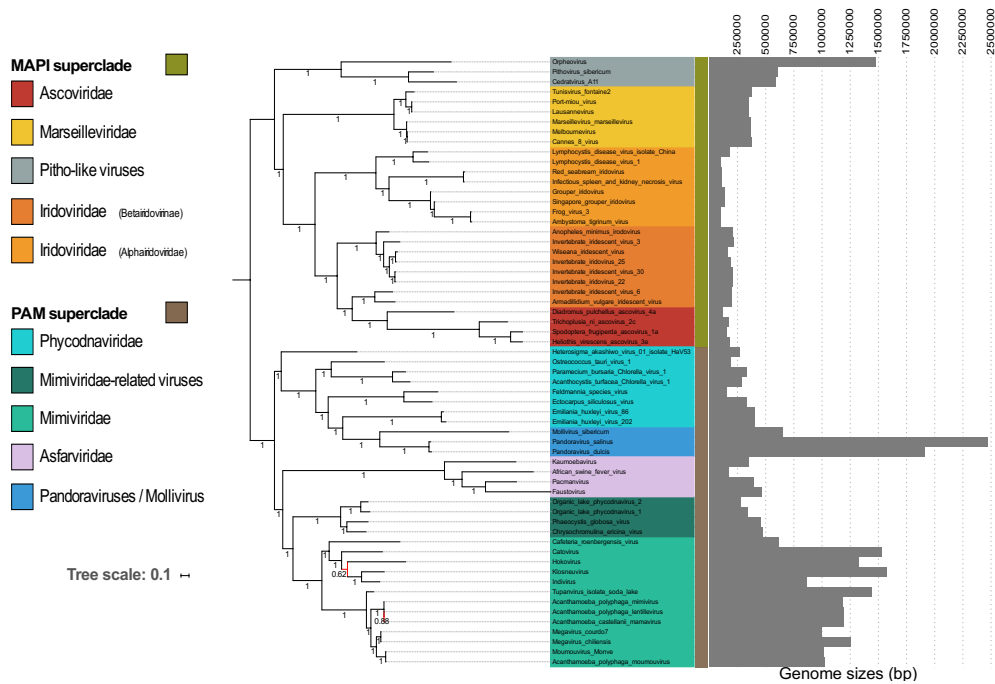 250000
500000
750000
1000000
1250000
1500000
1750000
2000000
2250000
2500000
MAPI superclade
Ascoviridae
Marseilleviridae
Pitho-like viruses
Iridoviridae (Betairidovirinae)
Iridoviridae (Alphairidoviridae)
PAM superclade
Phycodnaviridae
Mimiviridae-related viruses
Mimiviridae
Asfarviridae
Pandoraviruses / Mollivirus
Tree scale: 0.1
Orpheovirus
Pithovirus_sibericum
Cedratvirus_A11
Tunisvirus_fontaine2
Port-miou_virus
Lausannevirus
Marseillevirus_marseillevirus
Melbournevirus
Cannes_8_virus
Lymphocystis_disease_virus_isolate_China
Lymphocystis_disease_virus_1
Red_seabream_iridovirus
Infectious_spleen_and_kidney_necrosis_virus
Grouper_iridovirus
Singapore_grouper_iridovirus
Frog_virus_3
Ambystoma_tigrinum_virus
Anopheles_minimus_irodovirus
Invertebrate_iridescent_virus_3
Wiseana_iridescent_virus
Invertebrate_iridovirus_25
Invertebrate_iridescent_virus_30
Invertebrate_iridovirus_22
Invertebrate_iridescent_virus_6
Armadillidium_vulgare_iridescent_virus
Diadromus_pulchellus_ascovirus_4a
Trichoplusia_ni_ascovirus_2c
Spodoptera_frugiperda_ascovirus_1a
Heliothis_virescens_ascovirus_3e
Heterosigma_akashiwo_virus_01_isolate_HaV53
Ostreococcus_tauri_virus_1
Paramecium_bursaria_Chlorella_virus_1
Acanthocystis_turfacea_Chlorella_virus_1
Feldmannia_species_virus
Ectocarpus_siliculosus_virus
Emiliania_huxleyi_virus_86
Emiliania_huxleyi_virus_202
Mollivirus_sibericum
Pandoravirus_salinus
Pandoravirus_dulcis
Kaumoebavirus
African_swine_fever_virus
Pacmanvirus
Faustovirus
Organic_lake_phycodnavirus_2
Organic_lake_phycodnavirus_1
Phaeocystis_globosa_virus
Chrysochromulina_ericina_virus
Cafeteria_roenbergensis_virus
Catovirus
Hokovirus
Klosneuvirus
Indivirus
Tupanvirus_isolate_soda_lake
Acanthamoeba_polyphaga_mimivirus
Acanthamoeba_polyphaga_lentillevirus
Acanthamoeba_castellanii_mamavirus
Megavirus_courdo7
Megavirus_chiliensis
Moumouvirus_Monve
Acanthamoeba_polyphaga_moumouvirus
0.62
0.88
Genome sizes (bp)